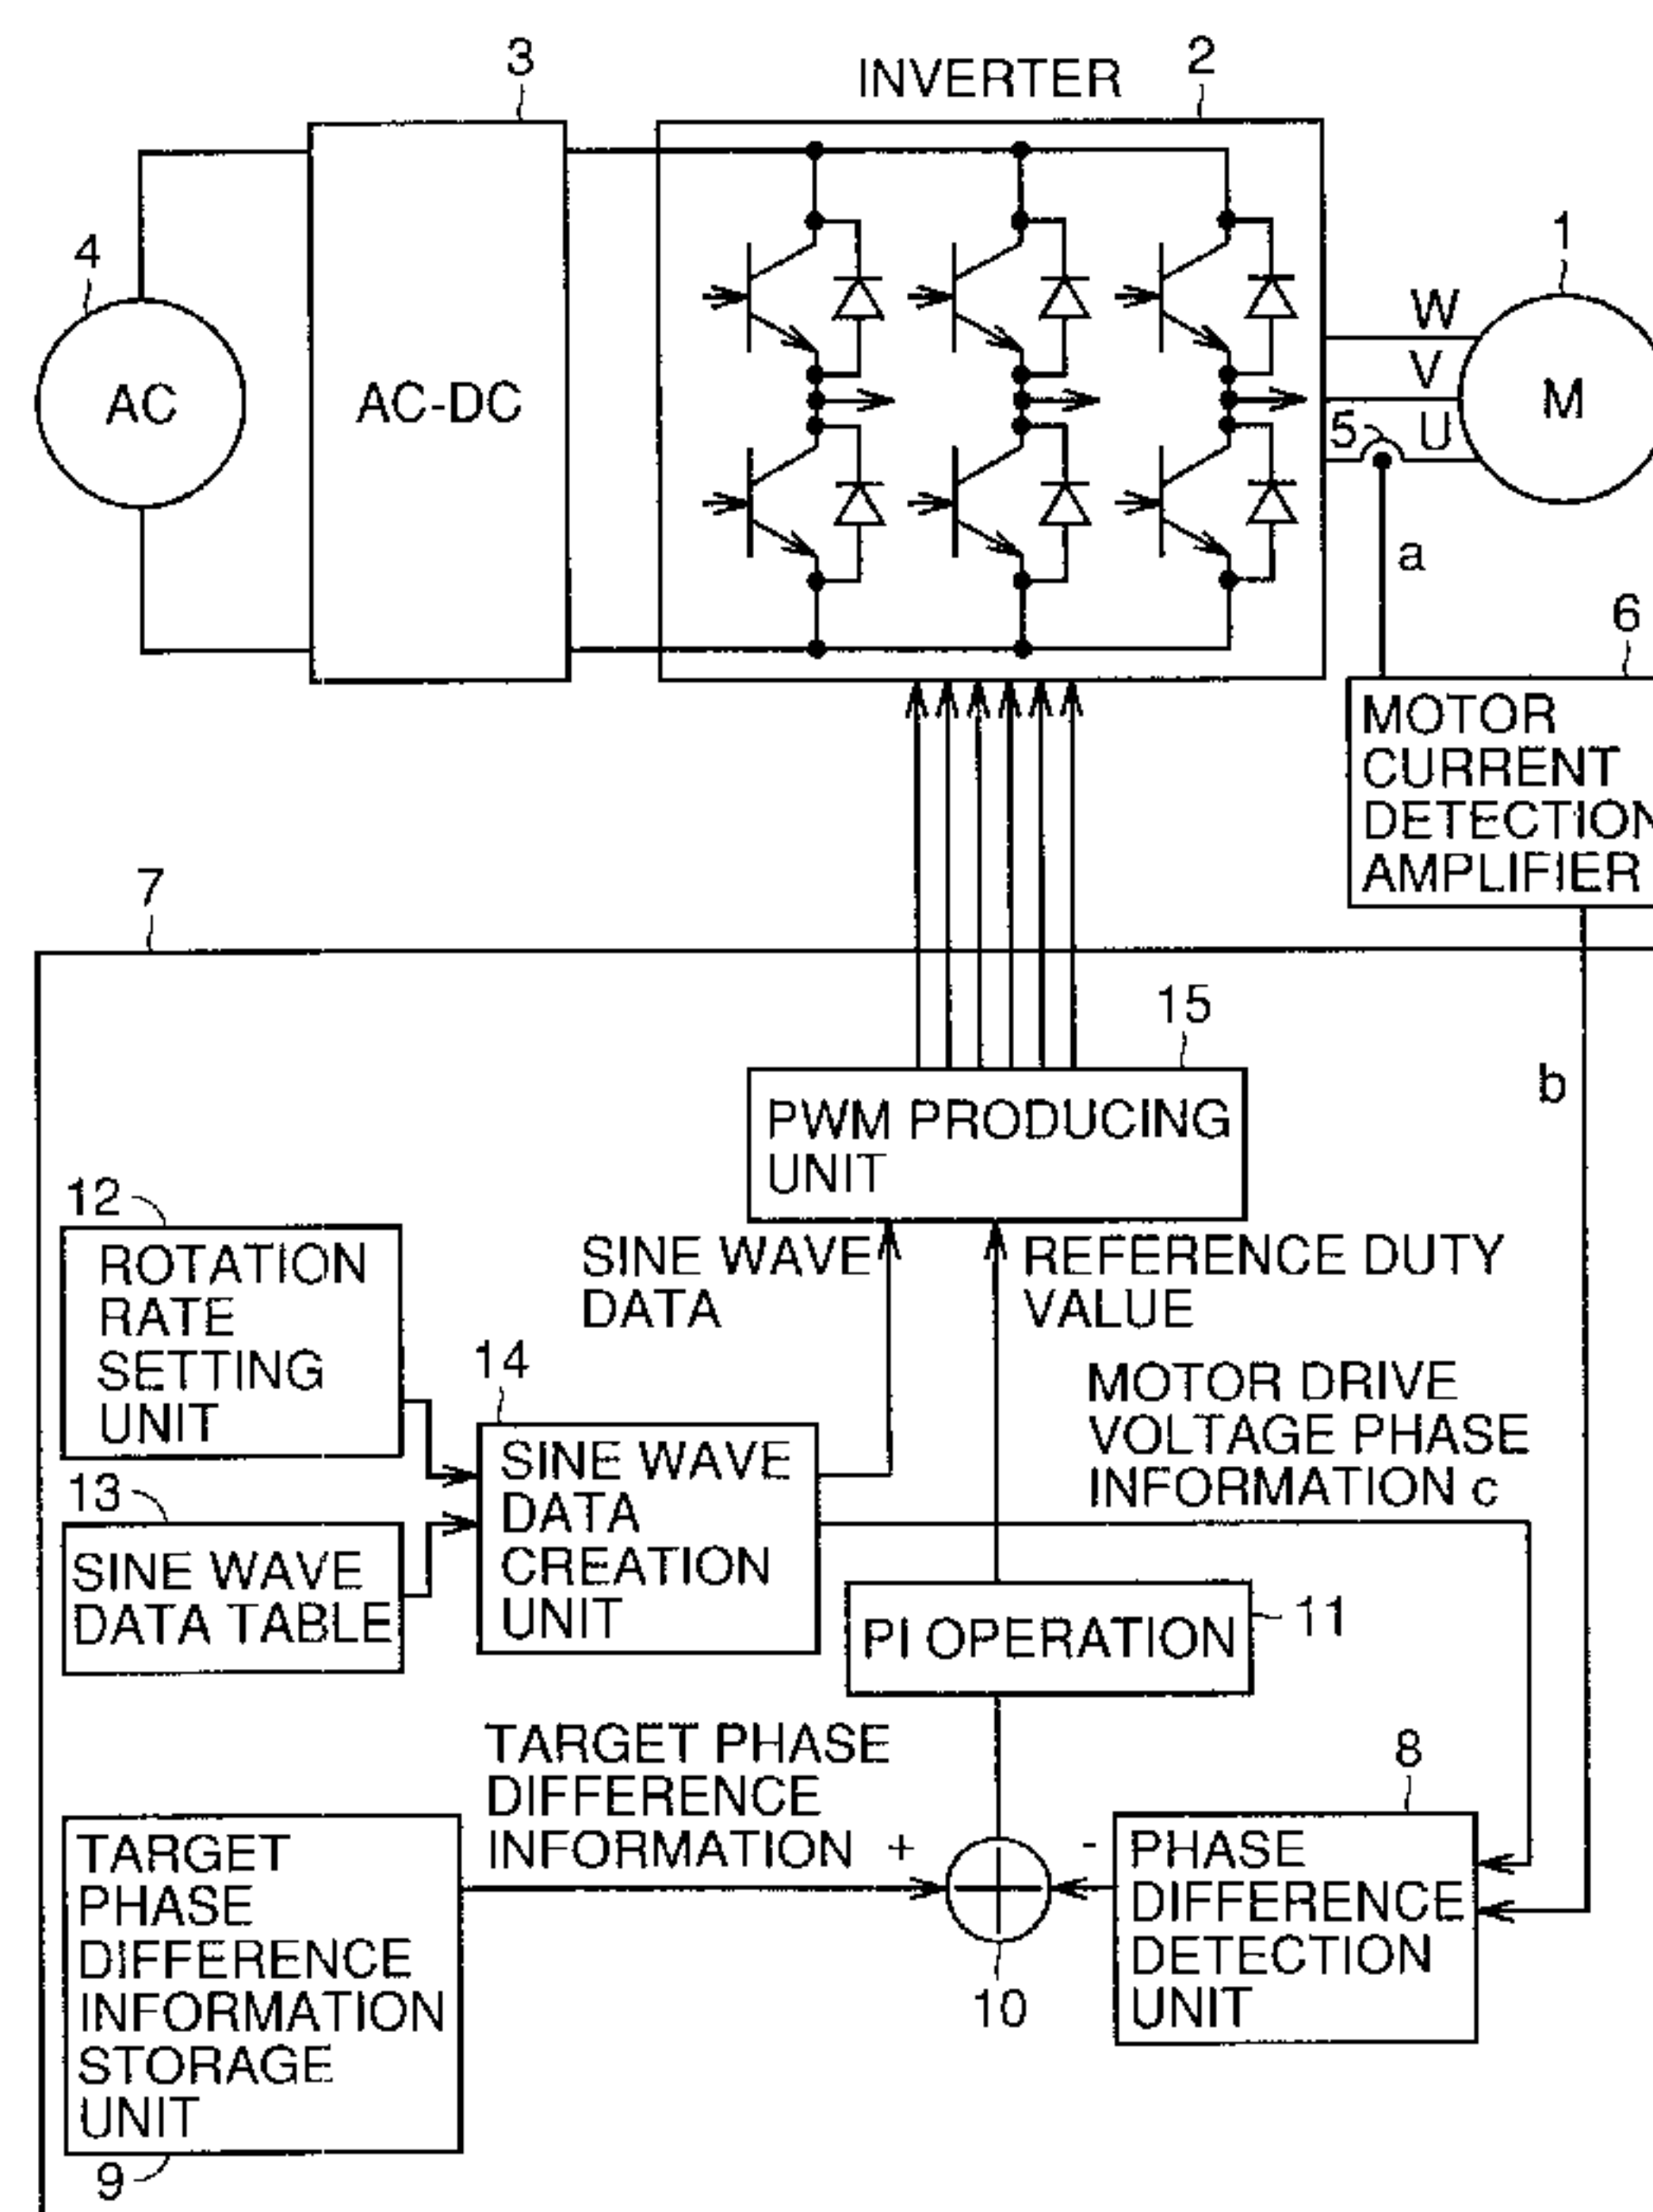 3
INVERTER 2
4
1
AC
AC-DC
W
V
5 U
M
a
6
MOTOR
CURRENT
DETECTION
AMPLIFIER
7
15
b
PWM PRODUCING
UNIT
12
ROTATION
RATE
SETTING
UNIT
SINE WAVE
DATA
REFERENCE DUTY
VALUE
14
MOTOR DRIVE
VOLTAGE PHASE
INFORMATION c
13
SINE WAVE
DATA TABLE
SINE WAVE
DATA
CREATION
UNIT
PI OPERATION
11
TARGET PHASE
DIFFERENCE
INFORMATION +
-
8
TARGET
PHASE
DIFFERENCE
INFORMATION
STORAGE
UNIT
PHASE
DIFFERENCE
DETECTION
UNIT
10
9